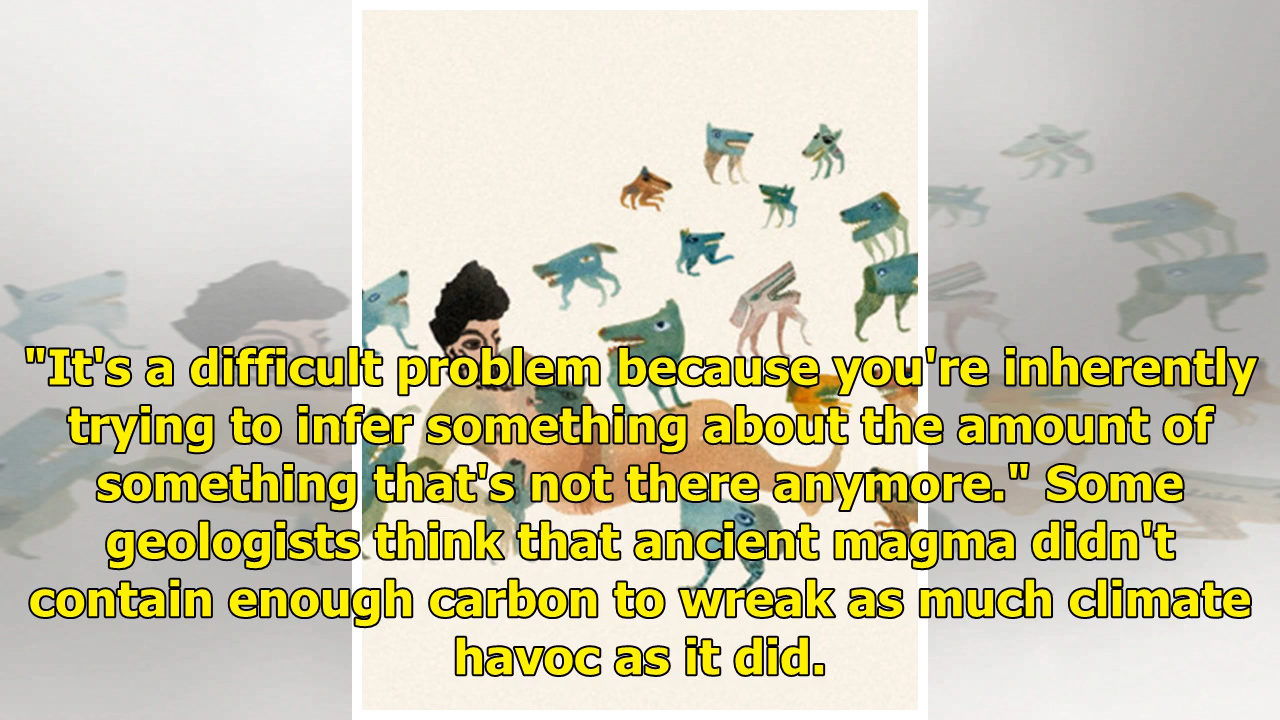 "It's a difficult problem because you're inherently
trying to infer something about the amount of
something that's not there anymore." Some
geologists think that ancient magma didn't
contain enough carbon to wreak as much climate
havoc as it did.